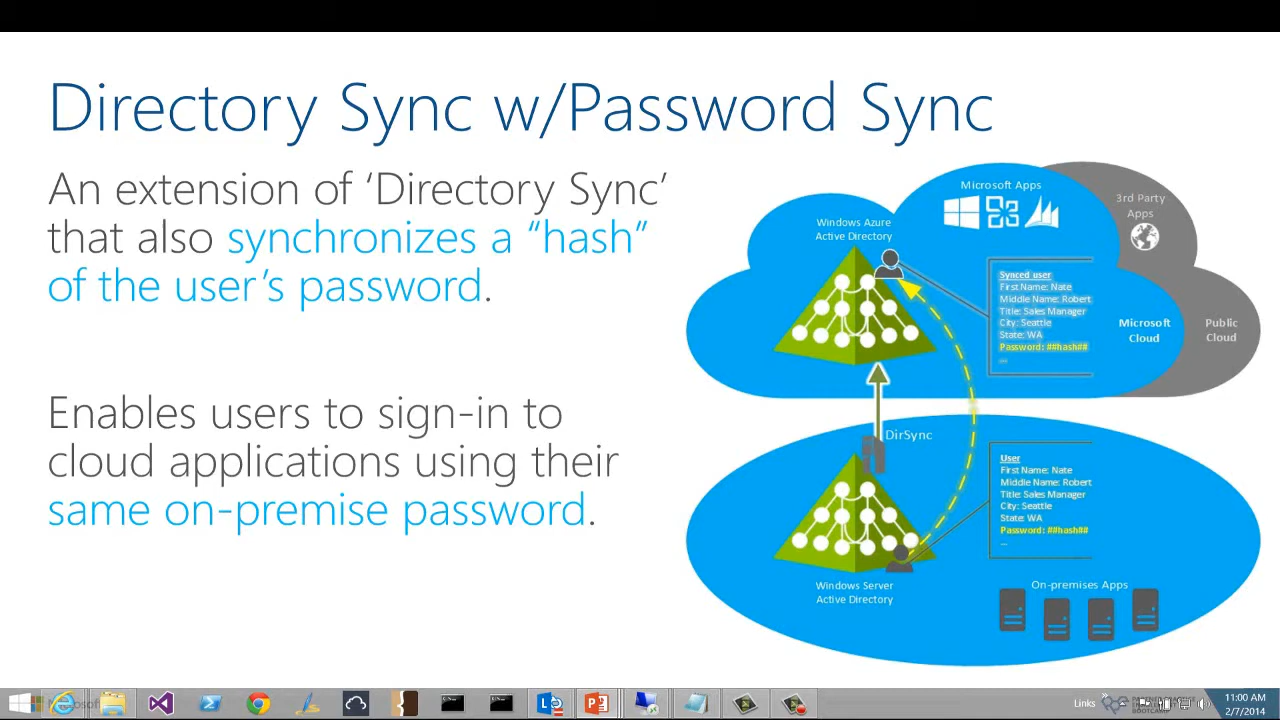 Directory Sync w/Password Sync
An extension of ‘Directory Sync’
that also synchronizes a “hash”
of the user’s password.
Enables users to sign-in to
cloud applications using their
same on-premise password.
Microsoft Apps
3rd Party
Apps
Windows Azure
Active Directory
Synced user
First Name: Nate
Middle Name: Robert
Title: Sales Manager
City: Seattle
State: WA
Password: ##hash##
...
Microsoft
Cloud
Public
Cloud
DirSync
User
First Name: Nate
Middle Name: Robert
Title: Sales Manager
City: Seattle
State: WA
Password: ##hash##
...
Windows Server
Active Directory
On-premises Apps
Microsoft
Links
BOOTCAMP
11:00 AM
2/7/2014